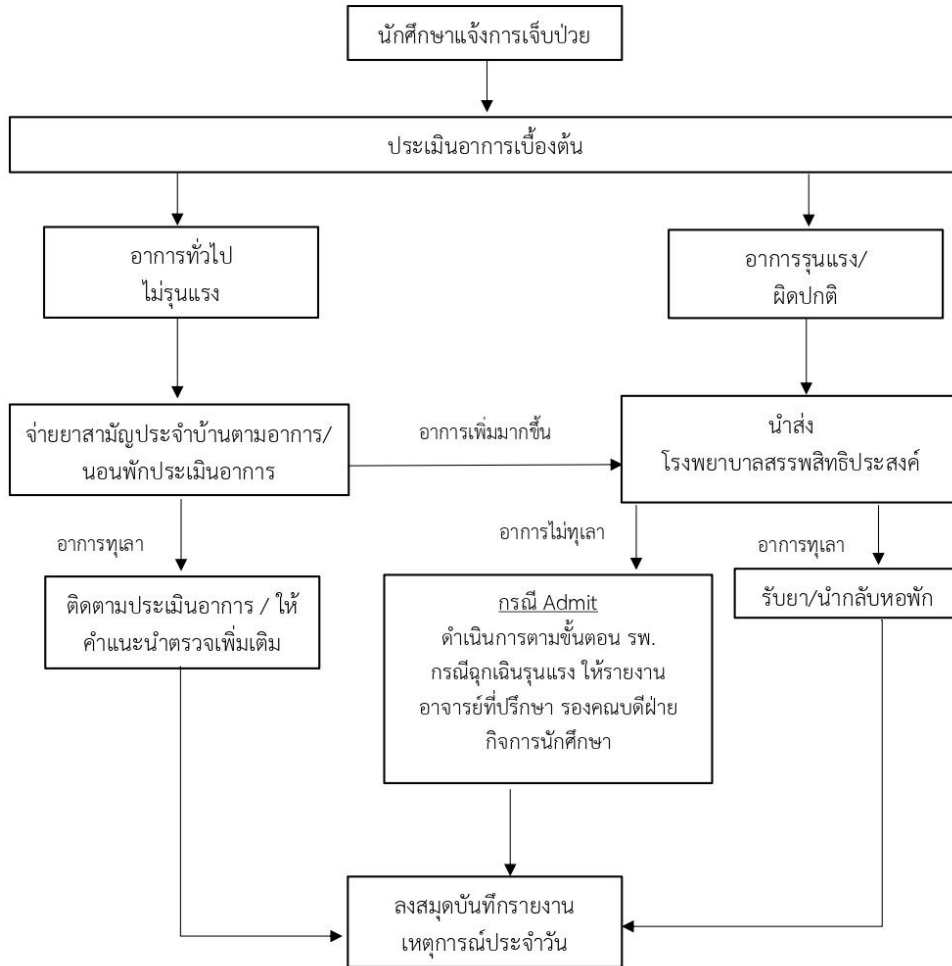 นักศึกษาแจ้งการเจ็บป่วย
ประเมินอาการเบื้องต้น
อาการทั่วไป
ไม่รุนแรง
อาการรุนแรง/
ผิดปกติ
จ่ายยาสามัญประจำบ้านตามอาการ/
นอนพักประเมินอาการ
อาการเพิ่มมากขึ้น
นำส่ง
โรงพยาบาลสรรพสิทธิประสงค์
อาการทุเลา
อาการไม่ทุเลา
อาการทุเลา
ติดตามประเมินอาการ / ให้
คำแนะนำตรวจเพิ่มเติม
กรณี Admit
ดำเนินการตามขั้นตอน รพ.
กรณีฉุกเฉินรุนแรง ให้รายงาน
อาจารย์ที่ปรึกษา รองคณบดีฝ่าย
กิจการนักศึกษา
รับยา/นำกลับหอพัก
ลงสมุดบันทึกรายงาน
เหตุการณ์ประจำวัน